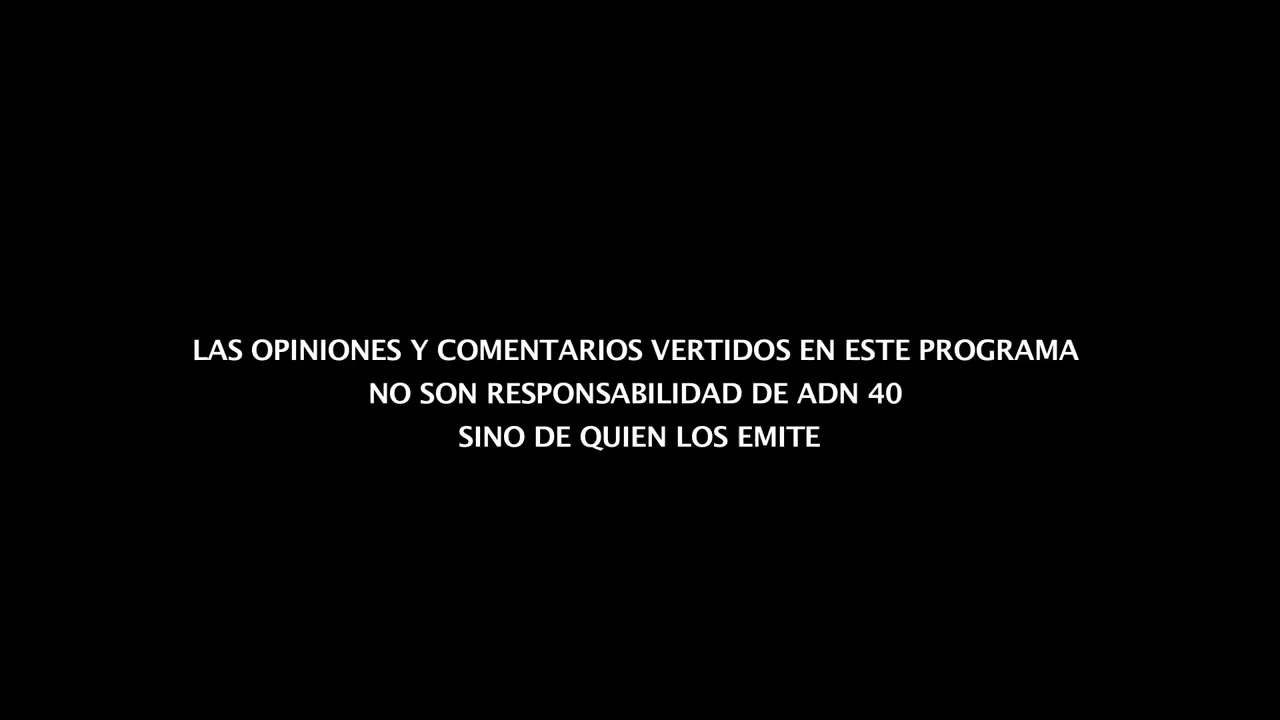 LAS OPINIONES Y COMENTARIOS VERTIDOS EN ESTE PROGRAMA
NO SON RESPONSABILIDAD DE ADN 40
SINO DE QUIEN LOS EMITE